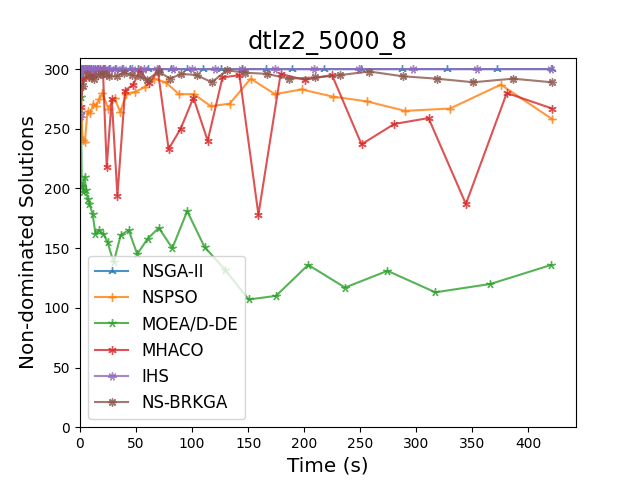 dtlz2_5000_8
Non-dominated Solutions
300
250
200
150
100
50
0
NSGA-II
NSPSO
MOEA/D-DE
MHACO
IHS
NS-BRKGA
0 50 100 150 200 250 300 350 400
Time (s)